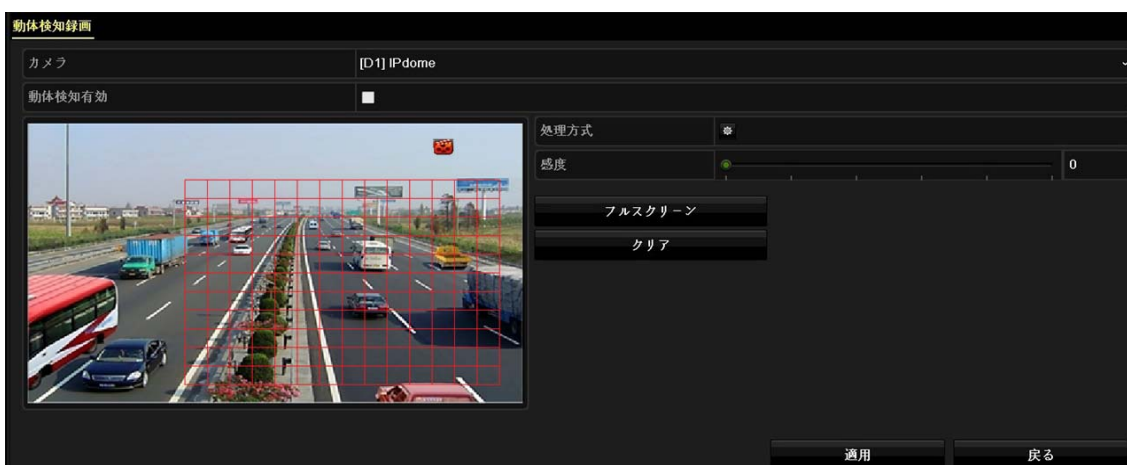 動体検知録画
カメラ [D1] IPdome
動体検知有効
処理方式
感度 0
フルスクリーン
クリア
適用 戻る